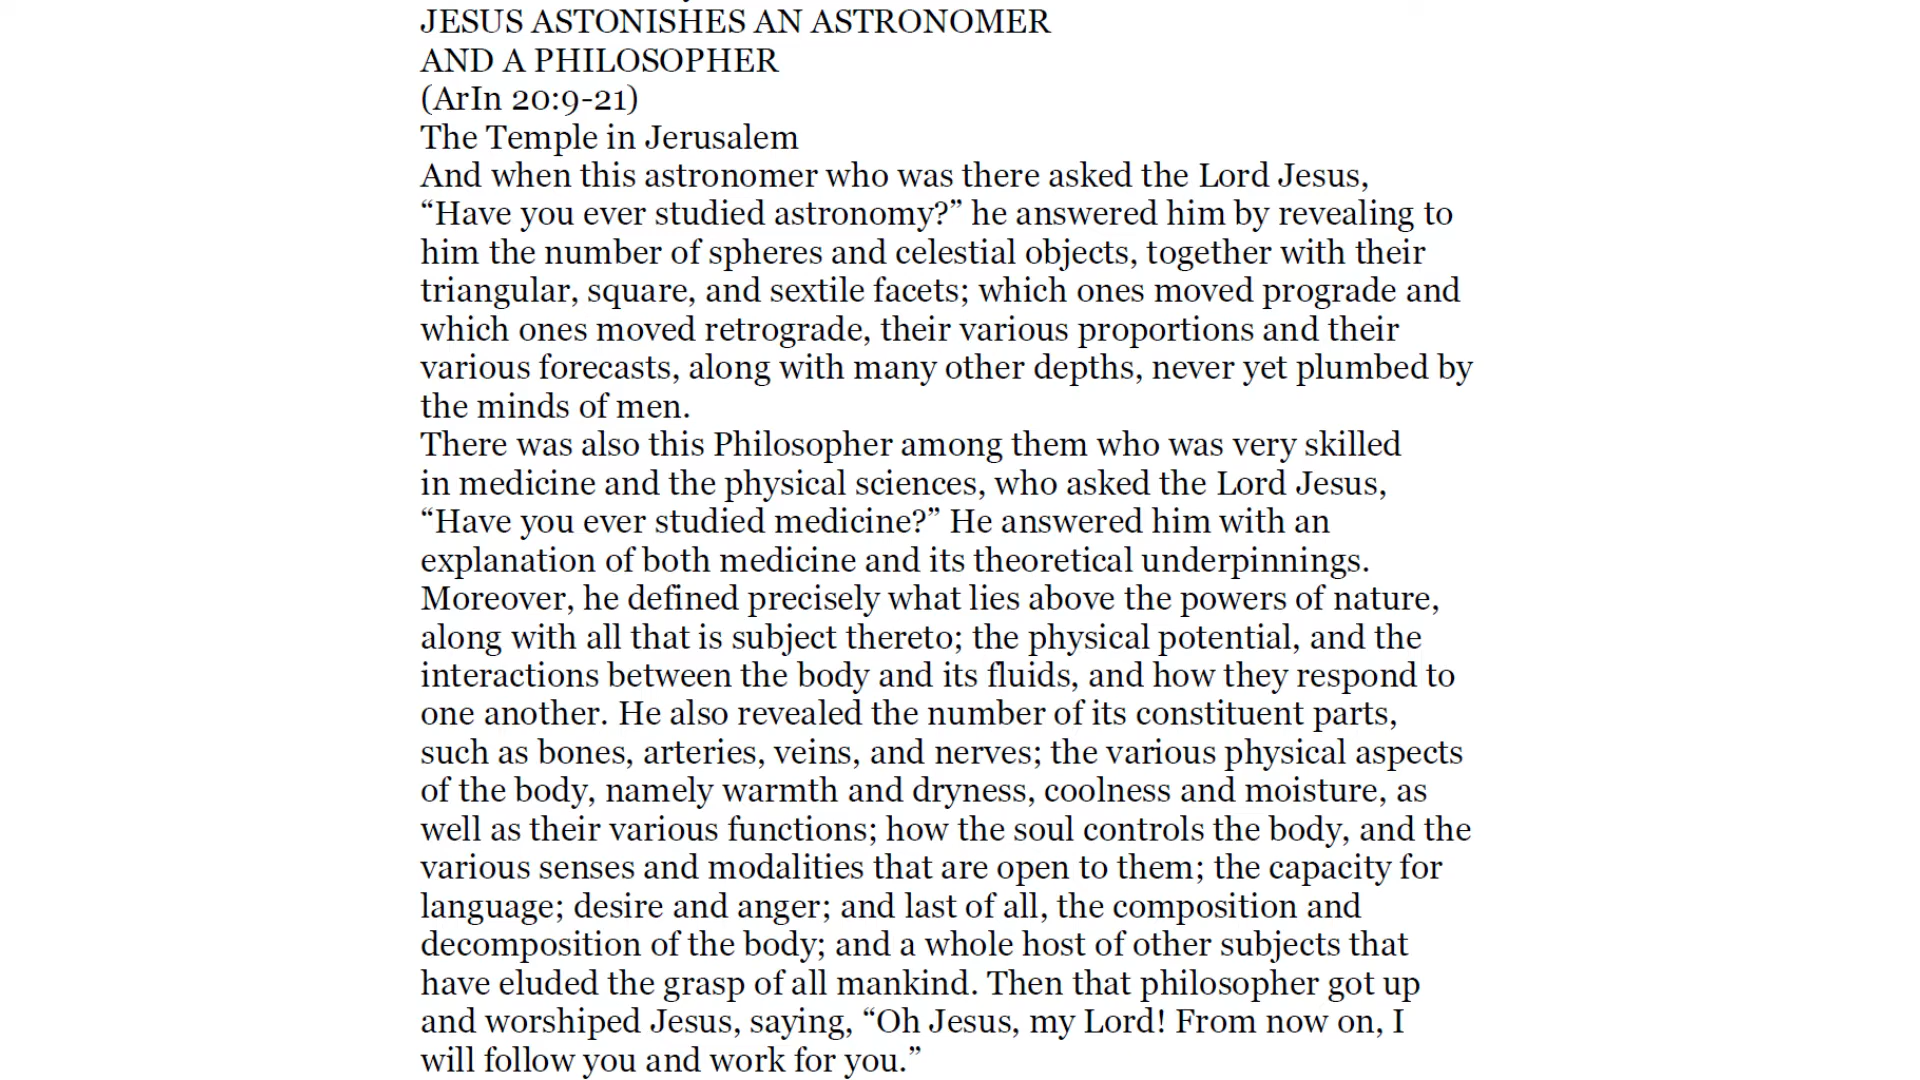 JESUS ASTONISHES AN ASTRONOMER
AND A PHILOSOPHER
(ArIn 20:9-21)
The Temple in Jerusalem
And when this astronomer who was there asked the Lord Jesus,
“Have you ever studied astronomy?” he answered him by revealing to
him the number of spheres and celestial objects, together with their
triangular, square, and sextile facets; which ones moved prograde and
which ones moved retrograde, their various proportions and their
various forecasts, along with many other depths, never yet plumbed by
the minds of men.
There was also this Philosopher among them who was very skilled
in medicine and the physical sciences, who asked the Lord Jesus,
“Have you ever studied medicine?” He answered him with an
explanation of both medicine and its theoretical underpinnings.
Moreover, he defined precisely what lies above the powers of nature,
along with all that is subject thereto; the physical potential, and the
interactions between the body and its fluids, and how they respond to
one another. He also revealed the number of its constituent parts,
such as bones, arteries, veins, and nerves; the various physical aspects
of the body, namely warmth and dryness, coolness and moisture, as
well as their various functions; how the soul controls the body, and the
various senses and modalities that are open to them; the capacity for
language; desire and anger; and last of all, the composition and
decomposition of the body; and a whole host of other subjects that
have eluded the grasp of all mankind. Then that philosopher got up
and worshiped Jesus, saying, “Oh Jesus, my Lord! From now on, I
will follow you and work for you.”